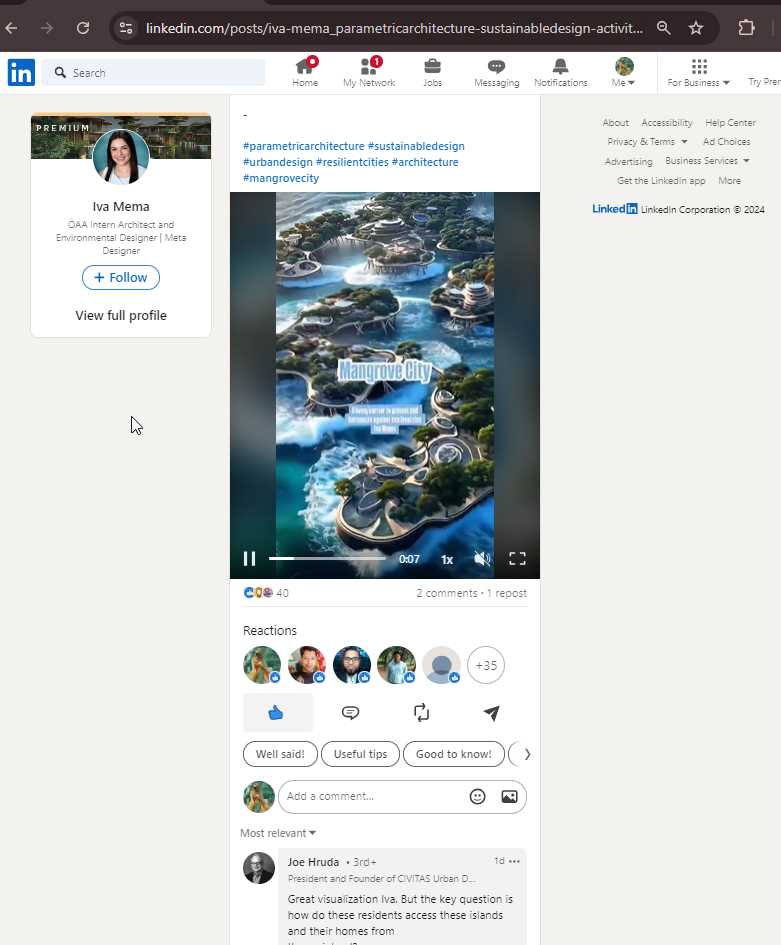 linkedin.com/posts/iva-mema_parametricarchitecture-sustainabledesign-activit...
in
Search
Home
1
My Network
Jobs
Messaging
Notifications
Me
For Business
Try Prer
PREMIUM
Iva Mema
OAA Intern Architect and
Environmental Designer | Meta
Designer
+ Follow
View full profile
-
#parametricarchitecture #sustainabledesign
#urbandesign #resilientcities #architecture
#mangrovecity
Mangrove City
0:07
1x
40
2 comments • 1 repost
Reactions
+35
Well said!
Useful tips
Good to know!
Add a comment...
Most relevant
Joe Hruda • 3rd+
1d
President and Founder of CIVITAS Urban D...
Great visualization Iva. But the key question is
how do these residents access these islands
and their homes from
About
Accessibility
Help Center
Privacy & Terms
Ad Choices
Advertising
Business Services
Get the LinkedIn app
More
LinkedIn LinkedIn Corporation © 2024